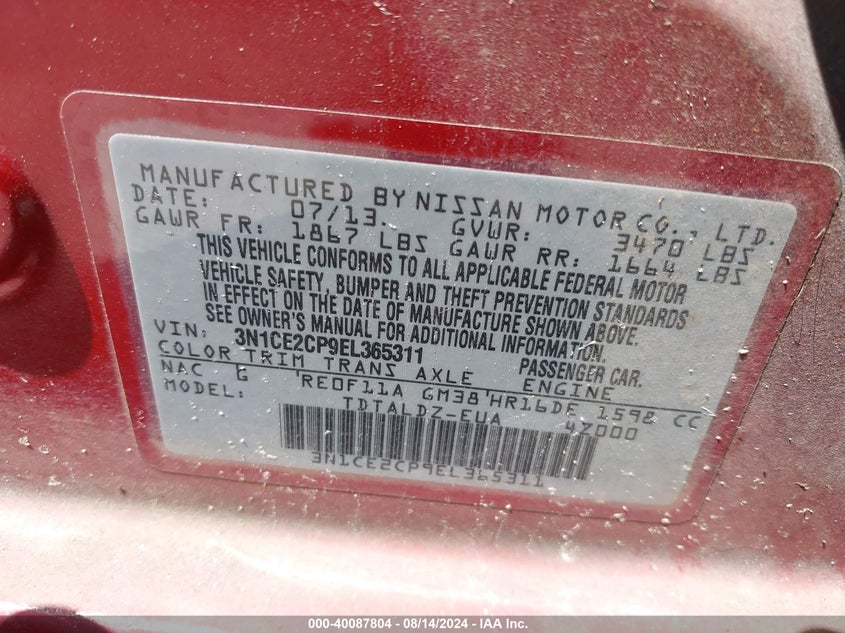 MANUFACTURED BY NISSAN MOTOR CO., LTD.
DATE: 07/13. GVWR: 3470 LBS
GAWR FR: 1867 LBS GAWR RR: 1664 LBS
THIS VEHICLE CONFORMS TO ALL APPLICABLE FEDERAL MOTOR
VEHICLE SAFETY, BUMPER AND THEFT PREVENTION STANDARDS
IN EFFECT ON THE DATE OF MANUFACTURE SHOWN ABOVE.
SEE OWNER'S MANUAL FOR ADDITIONAL INFORMATION.
VIN: 3N1CE2CP9EL365311 PASSENGER CAR.
COLOR TRIM TRANS AXLE ENGINE
NAC G RE0F11A GM38 HR16DE 1598 CC
MODEL: TDTALDZ-EUA 4Z000
3N1CE2CP9EL365311
000-40087804 - 08/14/2024 - IAA Inc.